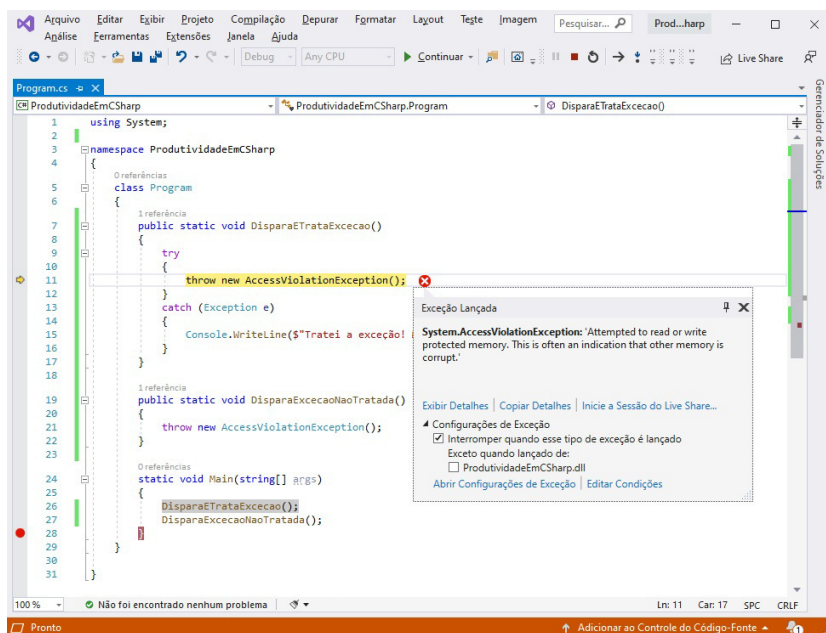 Arquivo Editar Exibir Projeto Compilação Depurar Formatar Layout Teste Imagem Pesquisar... Prod...harp
Análise Ferramentas Extensões Janela Ajuda
Debug Any CPU Continuar Live Share
Program.cs
C# ProdutividadeEmCSharp ProdutividadeEmCSharp.Program DisparaETrataExcecao()
Gerenciador de Soluções
1 using System;
2
3 namespace ProdutividadeEmCSharp
4 {
0 referências
5 class Program
6 {
1 referência
7 public static void DisparaETrataExcecao()
8 {
9 try
10 {
11 throw new AccessViolationException();
12 }
13 catch (Exception e)
14 {
15 Console.WriteLine($"Tratei a exceção!
16 }
17 }
18
1 referência
19 public static void DisparaExcecaoNaoTratada()
20 {
21 throw new AccessViolationException();
22 }
23
0 referências
24 static void Main(string[] args)
25 {
26 DisparaETrataExcecao();
27 DisparaExcecaoNaoTratada();
28 }
29 }
30
31 }
Exceção Lançada
System.AccessViolationException: 'Attempted to read or write
protected memory. This is often an indication that other memory is
corrupt.'
Exibir Detalhes | Copiar Detalhes | Inicie a Sessão do Live Share...
Configurações de Exceção
Interromper quando esse tipo de exceção é lançado
Exceto quando lançado de:
ProdutividadeEmCSharp.dll
Abrir Configurações de Exceção | Editar Condições
100 % Não foi encontrado nenhum problema Ln: 11 Car: 17 SPC CRLF
Pronto Adicionar ao Controle do Código-Fonte 1